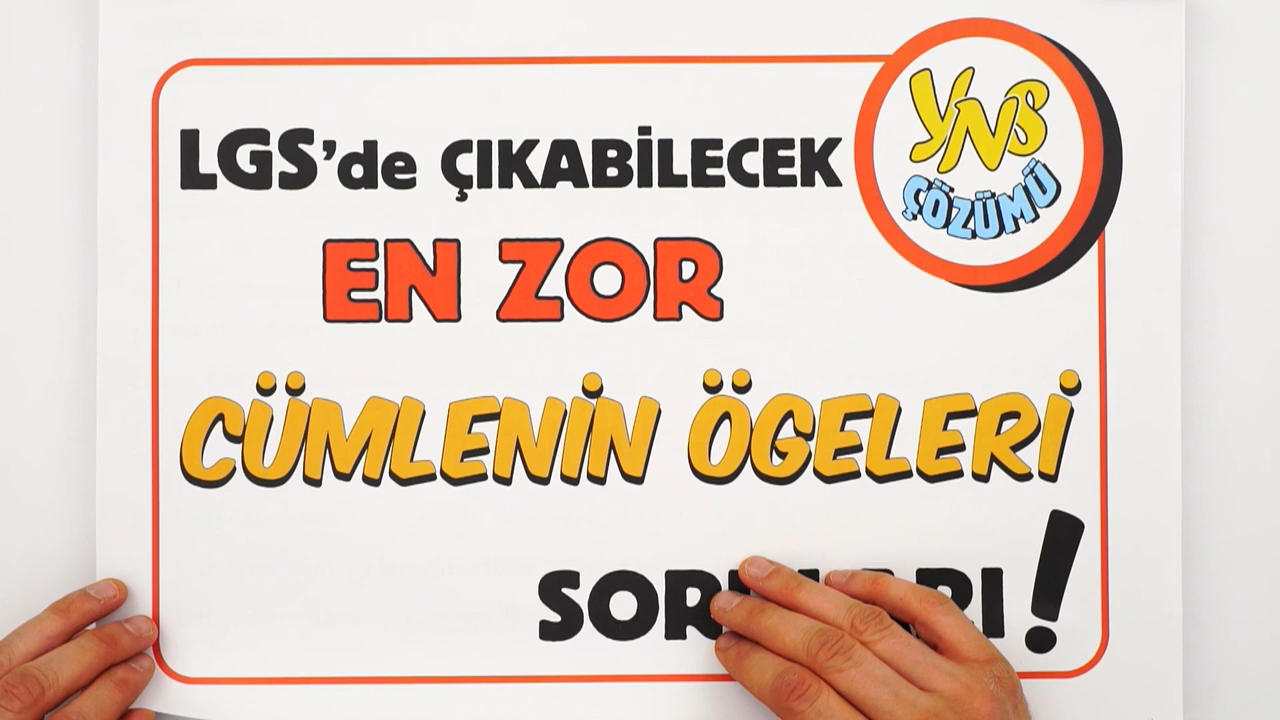 LGS'de ÇIKABİLECEK
YNS
ÇÖZÜMÜ
EN ZOR
CÜMLENİN ÖGELERİ
!